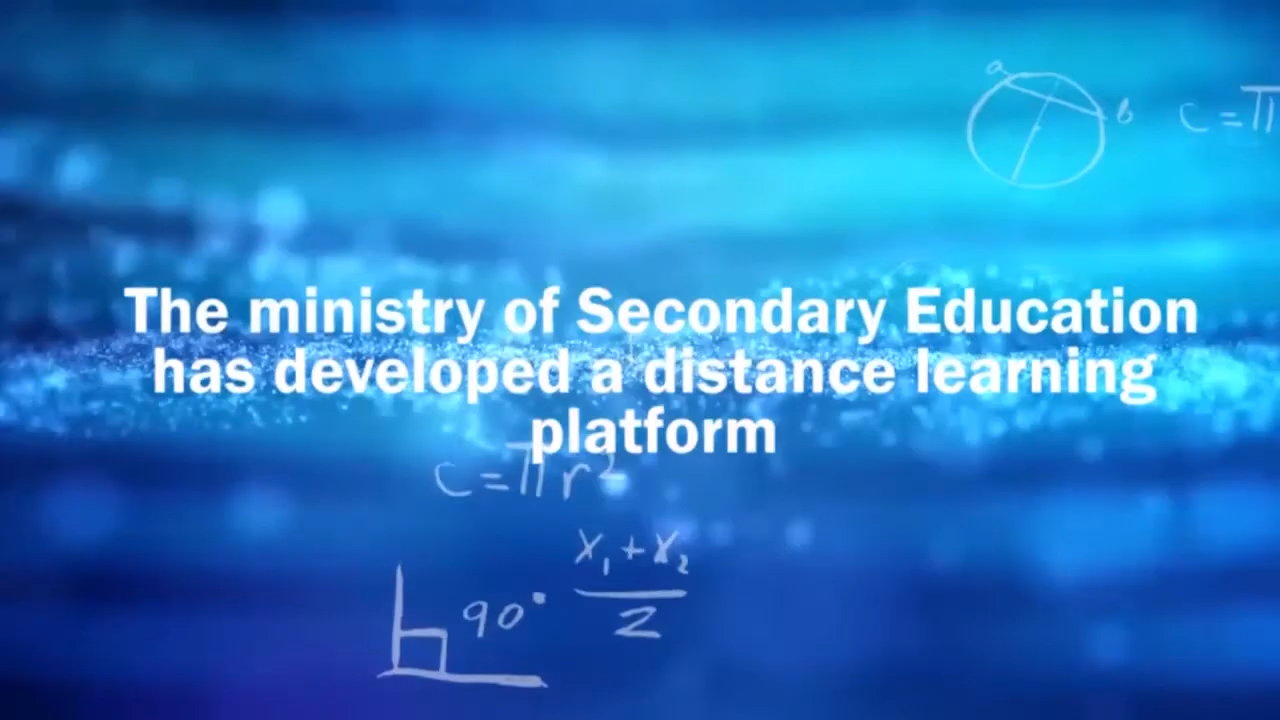 a
b
c=π
The ministry of Secondary Education
has developed a distance learning
platform
c=πr²
x₁+x₂
2
90°